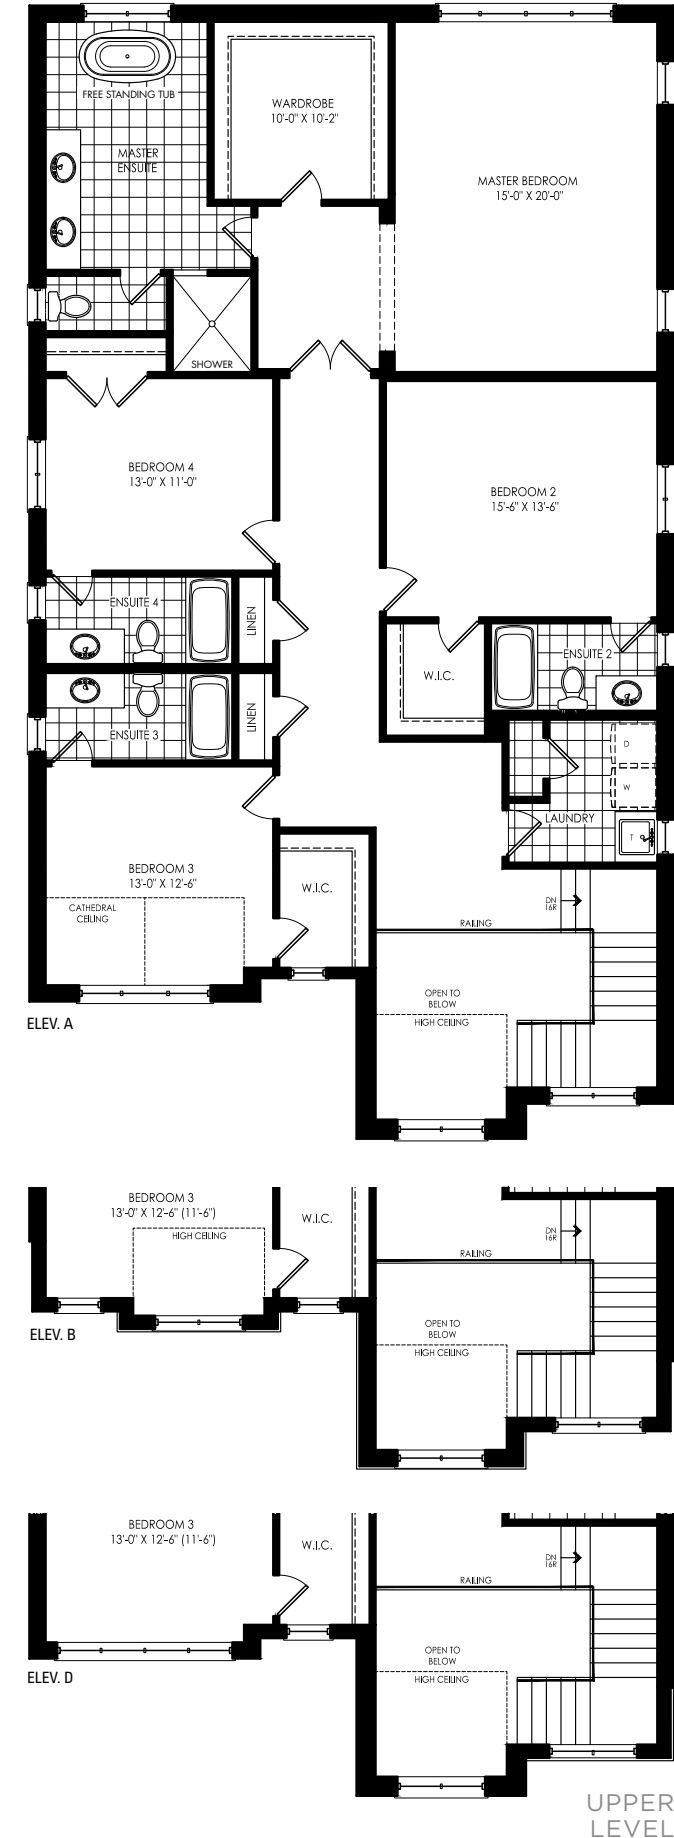 FREE STANDING TUB
WARDROBE
10'-0" X 10'-2"
MASTER
ENSUITE
MASTER BEDROOM
15'-0" X 20'-0"
SHOWER
BEDROOM 4
13'-0" X 11'-0"
BEDROOM 2
15'-6" X 13'-6"
ENSUITE 4
LINEN
W.I.C.
ENSUITE 2
ENSUITE 3
LINEN
D
W
LAUNDRY
T
BEDROOM 3
13'-0" X 12'-6"
W.I.C.
CATHEDRAL
CEILING
DN
16R
RAILING
OPEN TO
BELOW
HIGH CEILING
ELEV. A
BEDROOM 3
13'-0" X 12'-6" (11'-6")
HIGH CEILING
W.I.C.
DN
16R
RAILING
OPEN TO
BELOW
HIGH CEILING
ELEV. B
BEDROOM 3
13'-0" X 12'-6" (11'-6")
W.I.C.
DN
16R
RAILING
OPEN TO
BELOW
HIGH CEILING
ELEV. D
UPPER
LEVEL